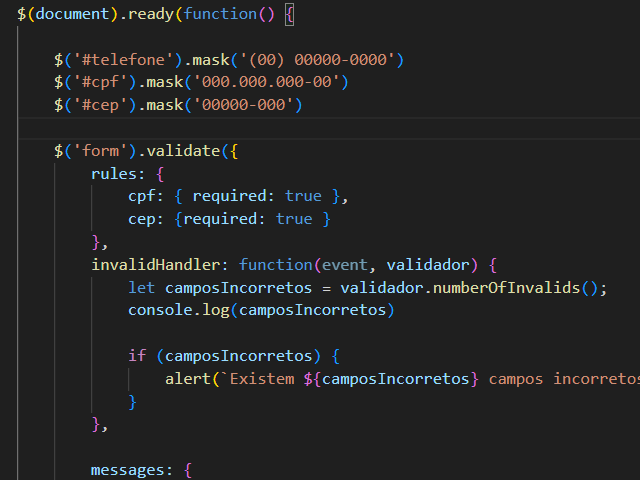 $(document).ready(function() {
$('#telefone').mask('(00) 00000-0000')
$('#cpf').mask('000.000.000-00')
$('#cep').mask('00000-000')
$('form').validate({
rules: {
cpf: { required: true },
cep: {required: true }
},
invalidHandler: function(event, validador) {
let camposIncorretos = validador.numberOfInvalids();
console.log(camposIncorretos)
if (camposIncorretos) {
alert(`Existem ${camposIncorretos} campos incorretos
}
},
messages: {